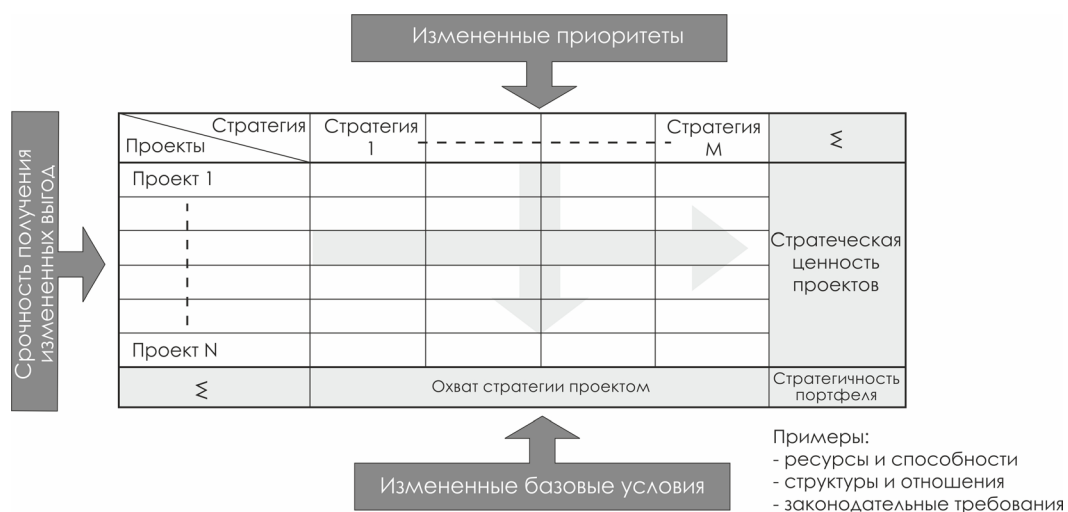 Измененные приоритеты
Срочность получения
измененных выгод
Стратегия
Проекты
Стратегия
1
Стратегия
M
Σ
Проект 1
Стратеческая
ценность
проектов
Проект N
Σ
Охват стратегии проектом
Стратегичность
портфеля
Измененные базовые условия
Примеры:
- ресурсы и способности
- структуры и отношения
- законодательные требования